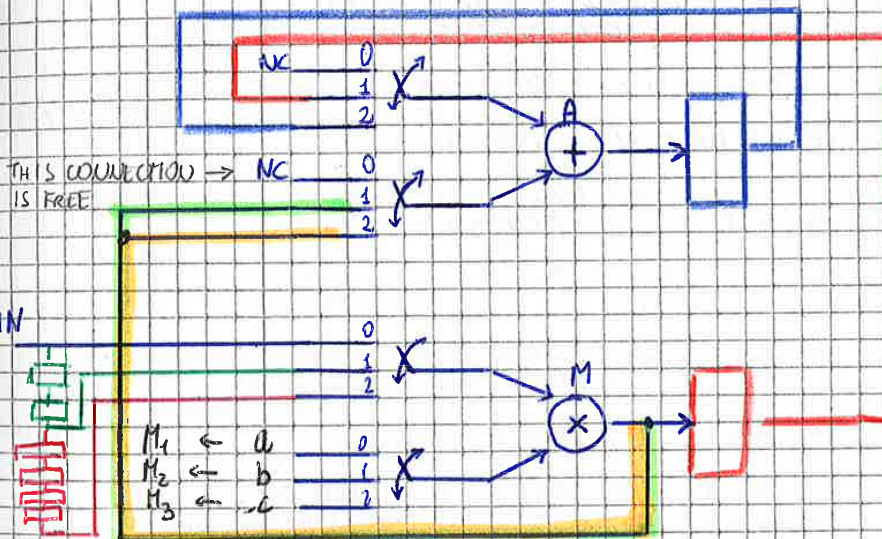 NC 0
1
2
A
+
THIS CONNECTION → NC 0
IS FREE 1
2
IN
0
1
2
M
×
M1 ← a 0
M2 ← b 1
M3 ← c 2